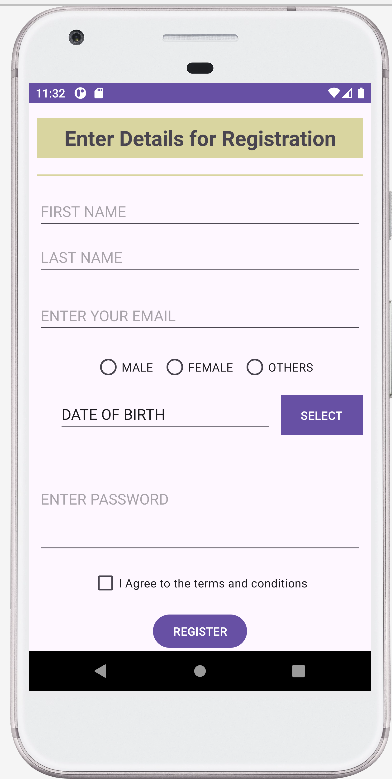 11:32
Enter Details for Registration
FIRST NAME
LAST NAME
ENTER YOUR EMAIL
MALE FEMALE OTHERS
DATE OF BIRTH SELECT
ENTER PASSWORD
I Agree to the terms and conditions
REGISTER